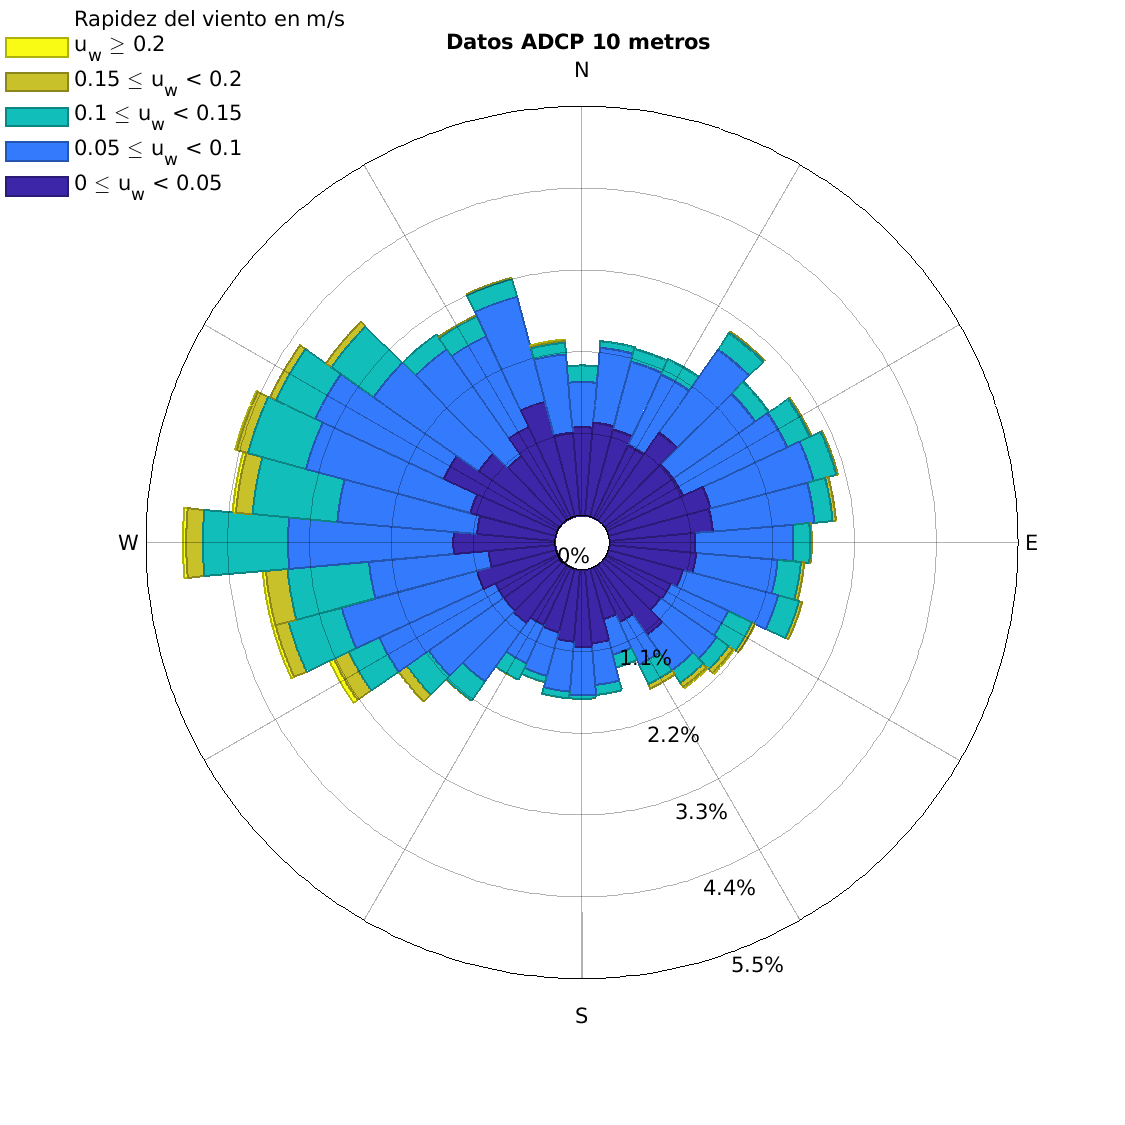 Rapidez del viento en m/s
u_w ≥ 0.2
0.15 ≤ u_w < 0.2
0.1 ≤ u_w < 0.15
0.05 ≤ u_w < 0.1
0 ≤ u_w < 0.05
Datos ADCP 10 metros
N
W
E
0%
1.1%
2.2%
3.3%
4.4%
5.5%
S